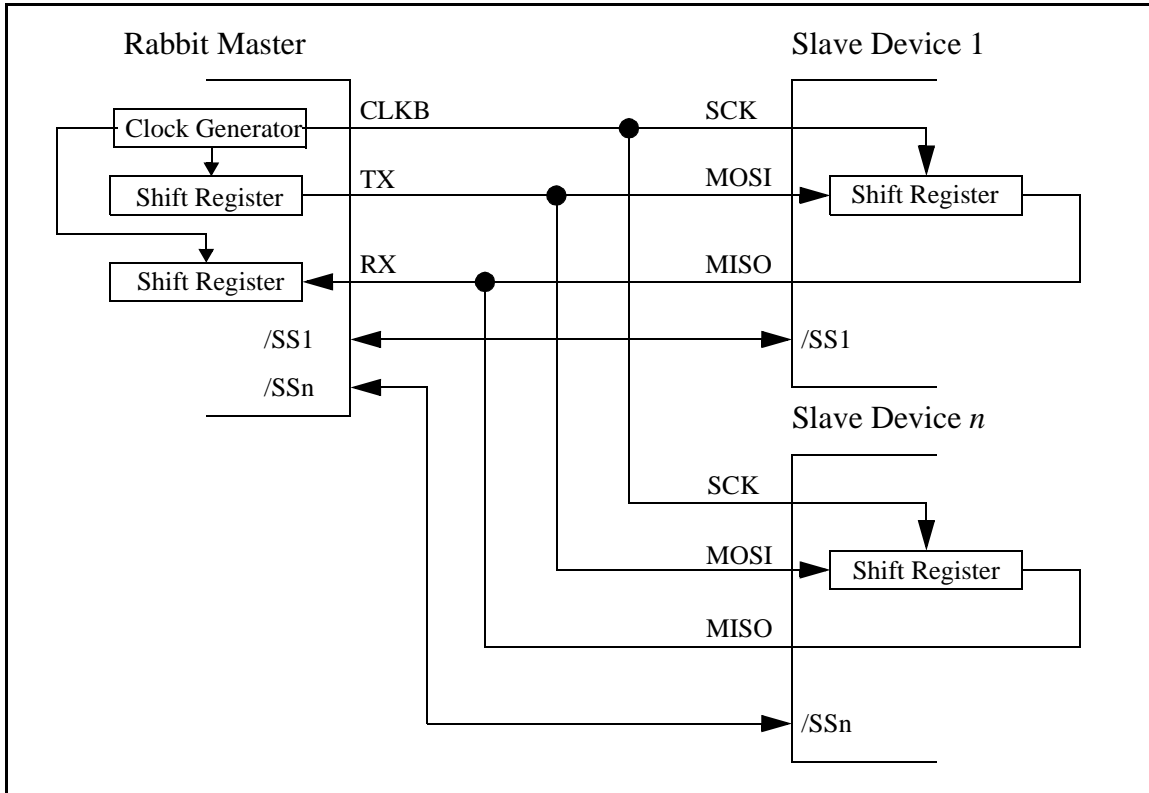 Rabbit Master
Slave Device 1
Clock Generator
CLKB
SCK
Shift Register
TX
MOSI
Shift Register
Shift Register
RX
MISO
/SS1
/SS1
/SSn
Slave Device n
SCK
MOSI
Shift Register
MISO
/SSn